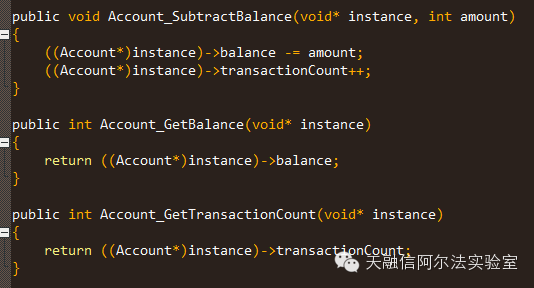 public void Account_SubtractBalance(void* instance, int amount)
{
    ((Account*)instance)->balance -= amount;
    ((Account*)instance)->transactionCount++;
}
public int Account_GetBalance(void* instance)
{
    return ((Account*)instance)->balance;
}
public int Account_GetTransactionCount(void* instance)
{
    return ((Account*)instance)->transactionCount;
天融信阿尔法实验室
}